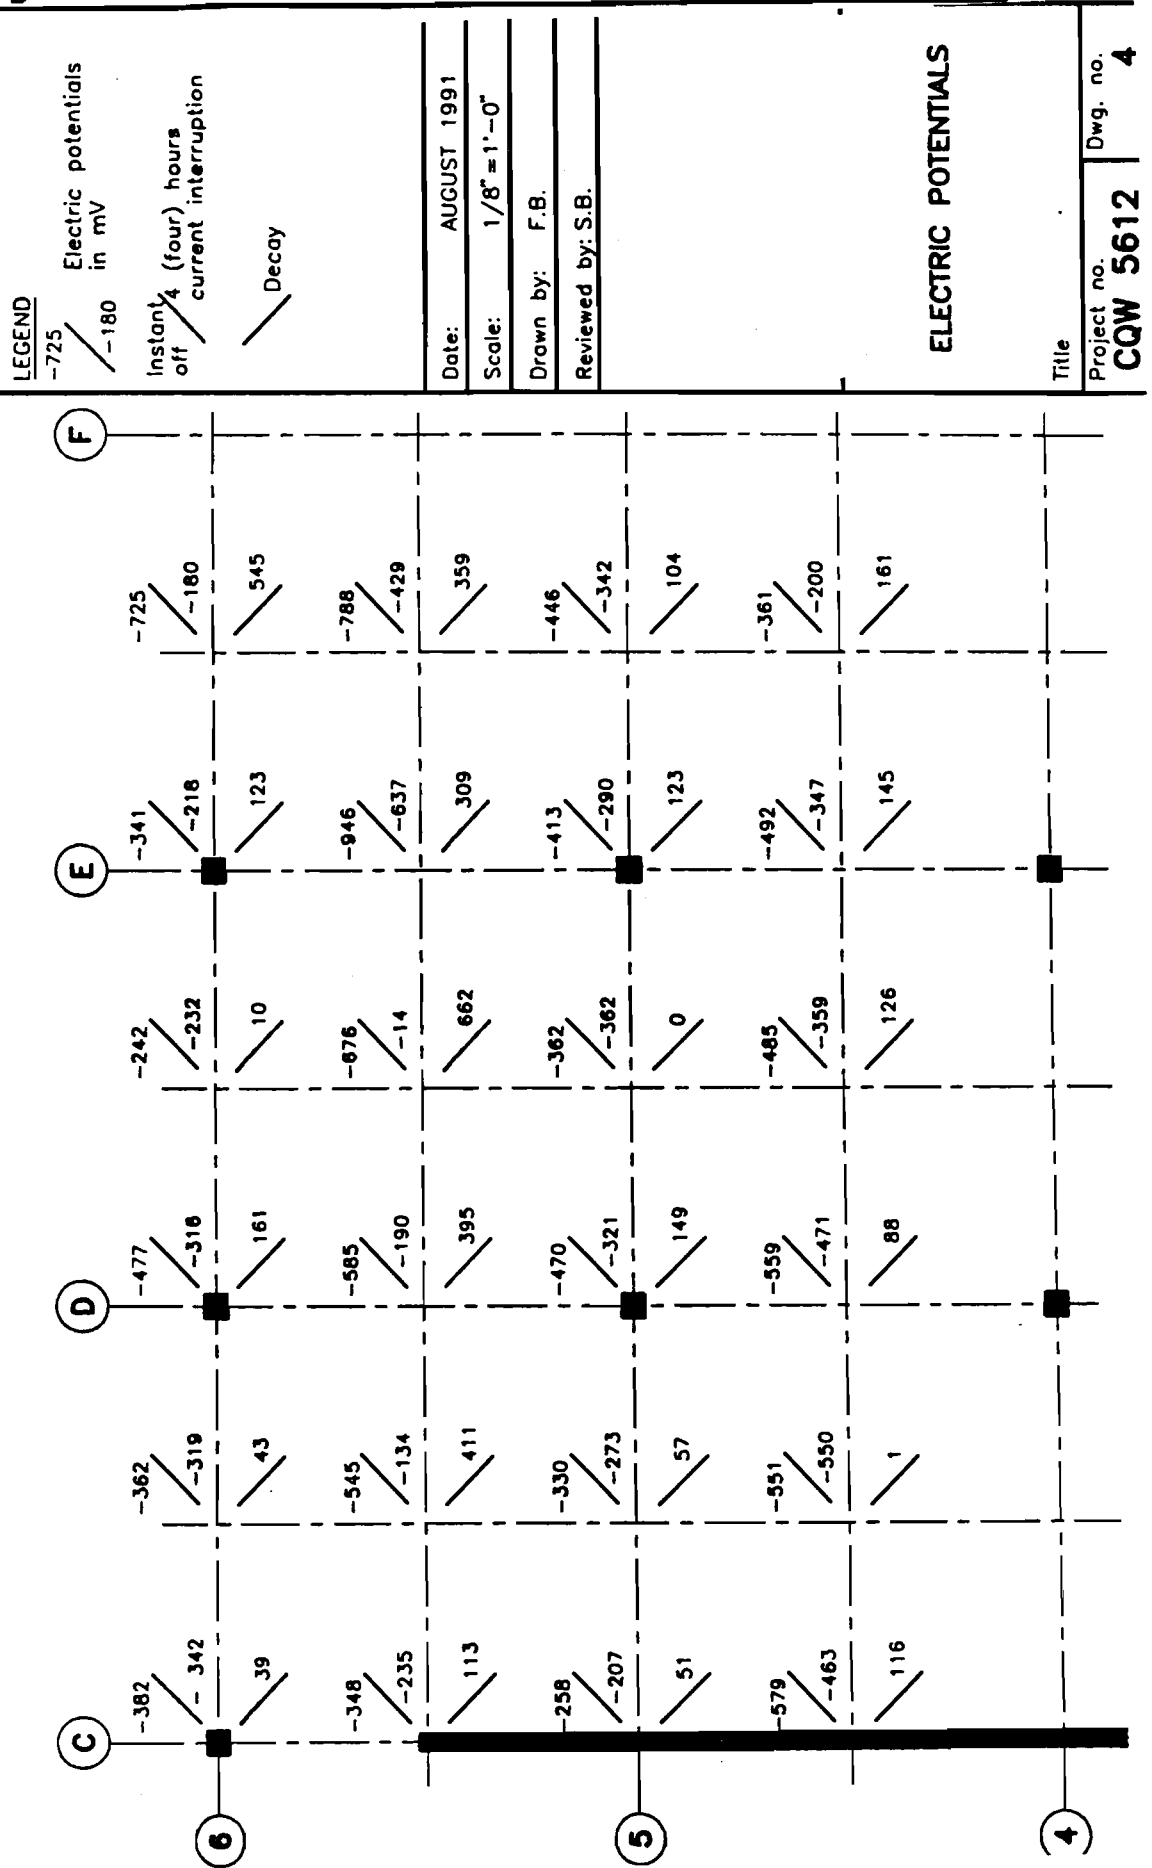 C D E F
-382 -362 -477 -242 -341 -725
- 342 -319 -316 -232 -218 -180
6
39 43 161 10 123 545
-348 -545 -585 -676 -946 -788
-235 -134 -190 -14 -637 -429
113 411 395 662 309 359
-258 -330 -470 -362 -413 -446
-207 -273 -321 -362 -290 -342
5
51 57 149 0 123 104
-579 -551 -559 -485 -492 -361
-463 -550 -471 -359 -347 -200
116 1 88 126 145 161
4
LEGEND
-725
Electric potentials
-180 in mV
Instant 4 (four) hours
off current interruption
Decay
Date: AUGUST 1991
Scale: 1/8"=1'-0"
Drawn by: F.B.
Reviewed by: S.B.
ELECTRIC POTENTIALS
Title
Project no. Dwg. no.
CQW 5612 4